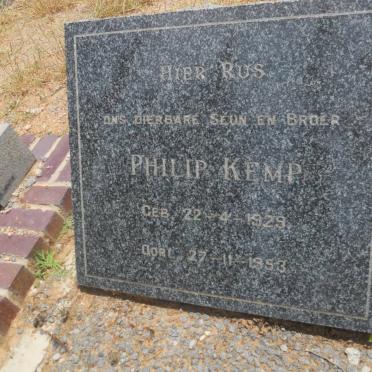 HIER RUS
ONS DIERBARE SEUN EN BROER
PHILIP KEMP
GEB. 22-4-1929
OORL. 27-11-1953